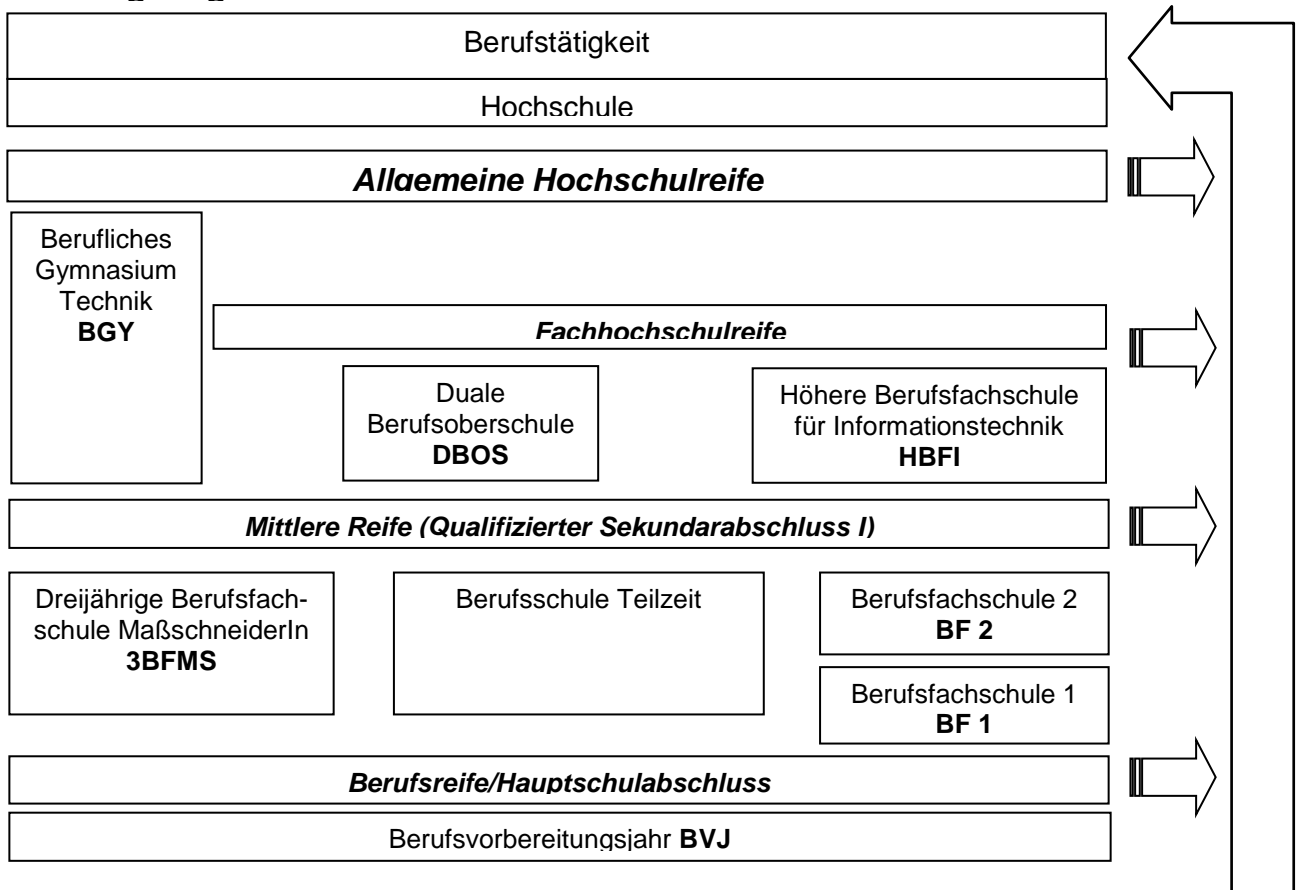 Berufstätigkeit
Hochschule
Allgemeine Hochschulreife
Berufliches
Gymnasium
Technik
BGY
Fachhochschulreife
Duale
Berufsoberschule
DBOS
Höhere Berufsfachschule
für Informationstechnik
HBFI
Mittlere Reife (Qualifizierter Sekundarabschluss I)
Dreijährige Berufsfach-
schule MaßschneiderIn
3BFMS
Berufsschule Teilzeit
Berufsfachschule 2
BF 2
Berufsfachschule 1
BF 1
Berufsreife/Hauptschulabschluss
Berufsvorbereitungsjahr BVJ